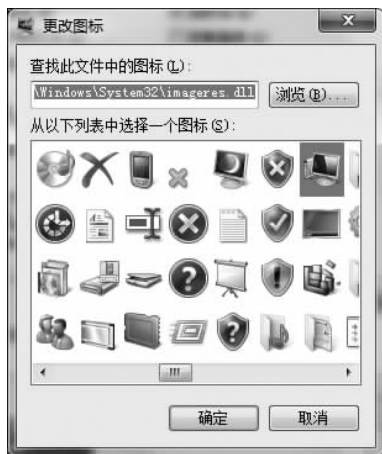 更改图标
查找此文件中的图标(L):
\Windows\System32\imageres.dll
浏览(B)...
从以下列表中选择一个图标(S):
确定
取消